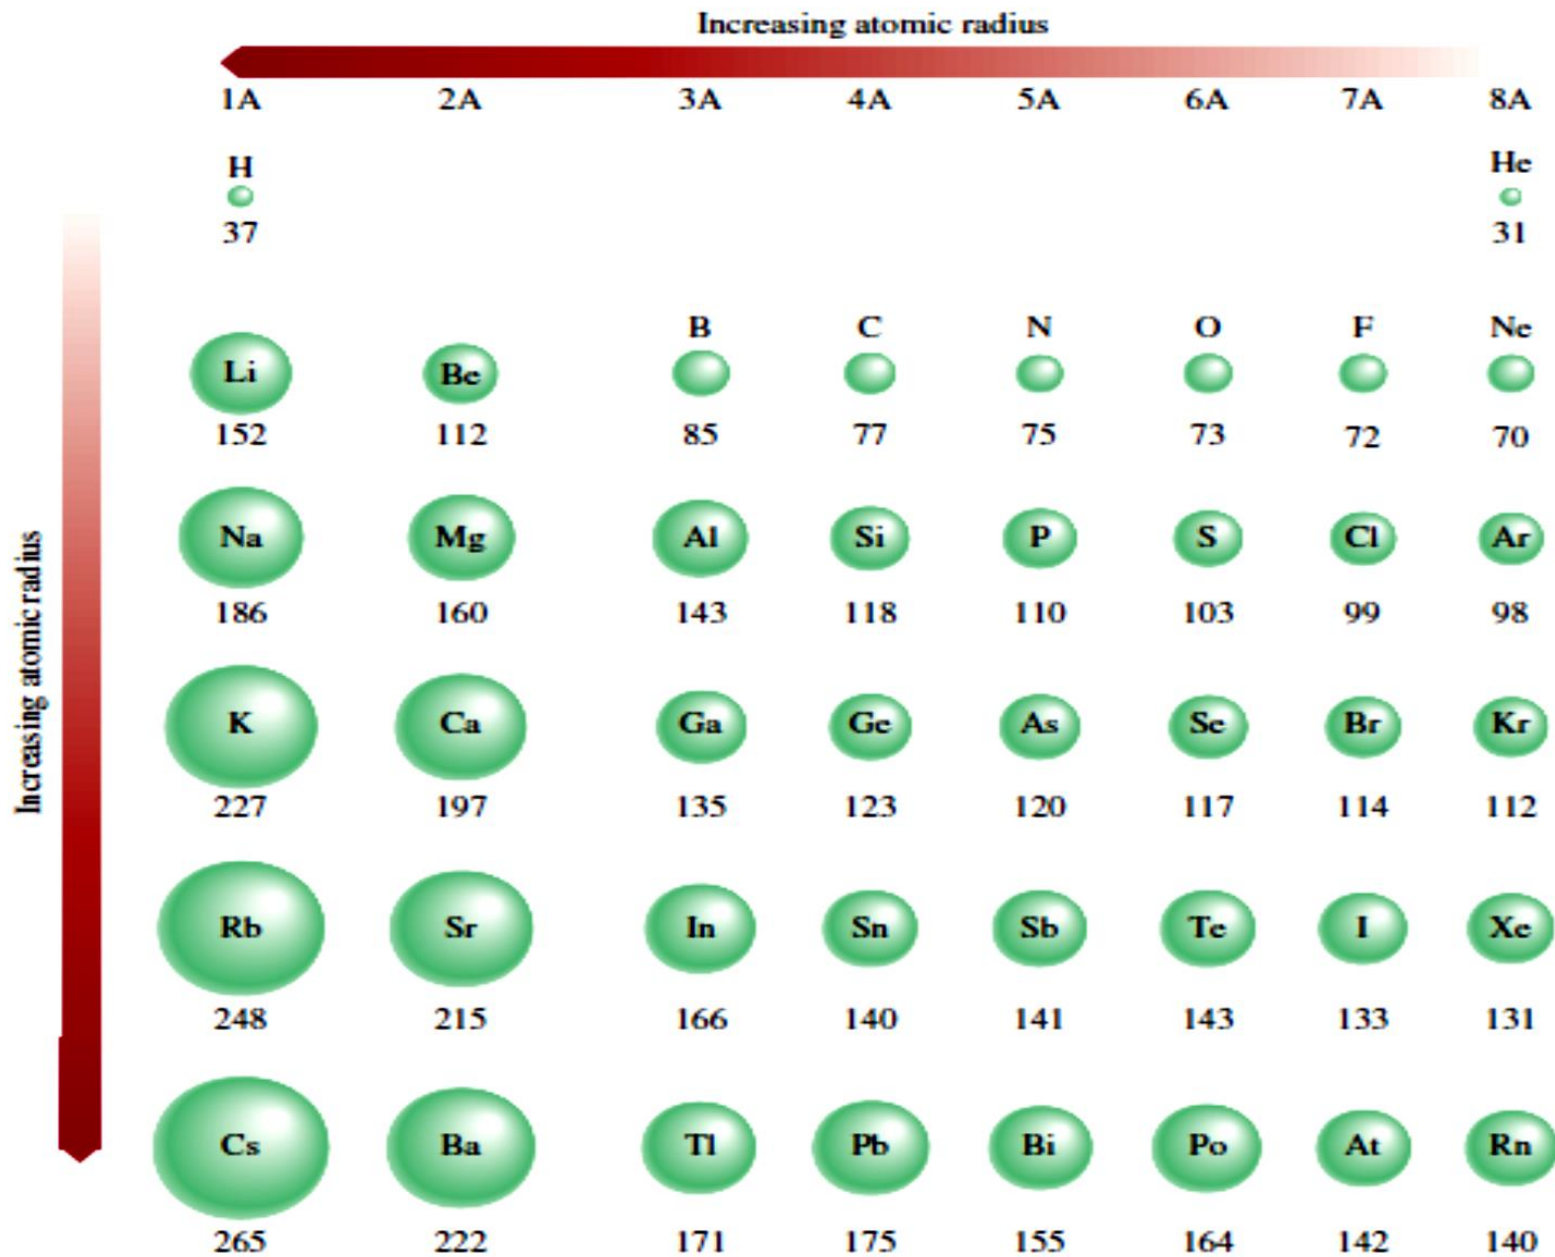 Increasing atomic radius
1A 2A 3A 4A 5A 6A 7A 8A
H He
37 31
B C N O F Ne
Li Be
152 112 85 77 75 73 72 70
Na Mg Al Si P S Cl Ar
186 160 143 118 110 103 99 98
K Ca Ga Ge As Se Br Kr
227 197 135 123 120 117 114 112
Rb Sr In Sn Sb Te I Xe
248 215 166 140 141 143 133 131
Cs Ba Tl Pb Bi Po At Rn
265 222 171 175 155 164 142 140
Increasing atomic radius